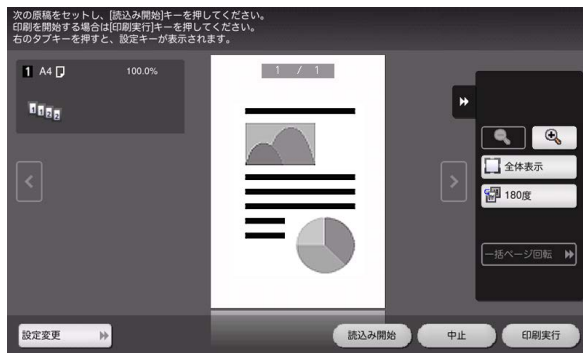 次の原稿をセットし、[読込み開始]キーを押してください。
印刷を開始する場合は[印刷実行]キーを押してください。
右のタブキーを押すと、設定キーが表示されます。
1 A4 100.0%
1 / 1
1 1 2 2
全体表示
180度
一括ページ回転
設定変更
読込み開始
中止
印刷実行